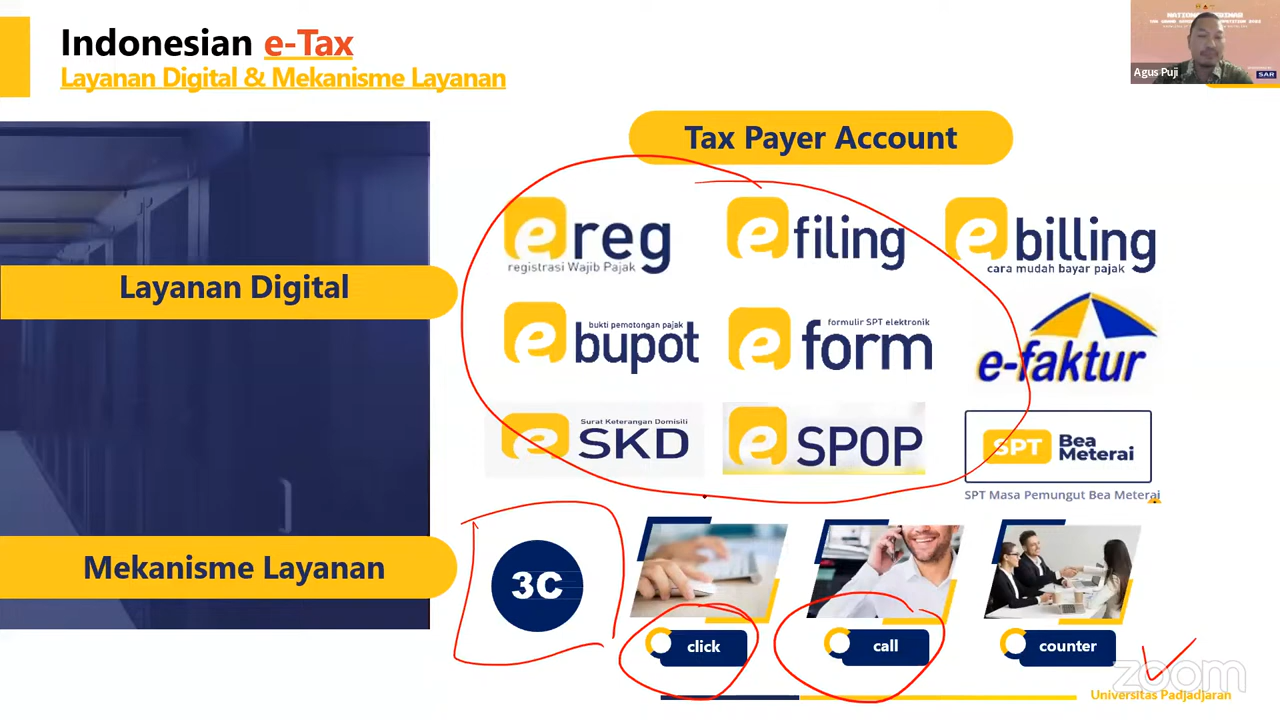 Indonesian e-Tax
Layanan Digital & Mekanisme Layanan
Agus Puji
SAR
Tax Payer Account
e reg
registrasi Wajib Pajak
e filing
e billing
cara mudah bayar pajak
Layanan Digital
bukti pemotongan pajak
e bupot
formulir SPT elektronik
e form
e-faktur
Surat Keterangan Domisili
e SKD
e SPOP
SPT Bea
Meterai
SPT Masa Pemungut Bea Meterai
Mekanisme Layanan
3C
click
call
counter
zoom
Universitas Padjadjaran